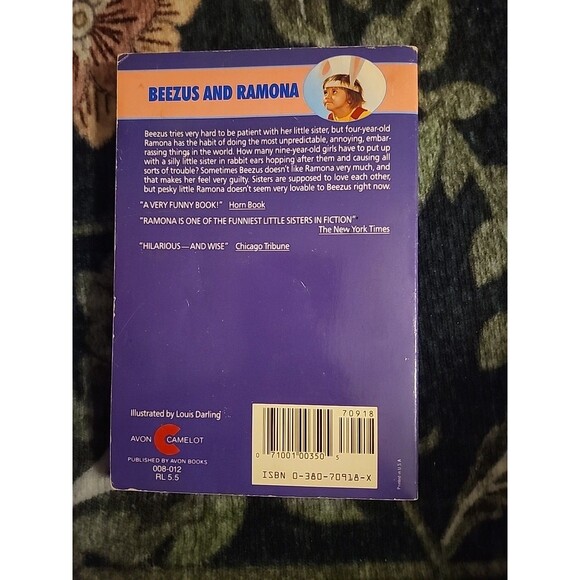 BEEZUS AND RAMONA
Beezus tries very hard to be patient with her little sister, but four-year-old
Ramona has the habit of doing the most unpredictable, annoying, embar-
rassing things in the world. How many nine-year-old girls have to put up
with a silly little sister in rabbit ears hopping after them and causing all
sorts of trouble? Sometimes Beezus doesn't like Ramona very much, and
that makes her feel very guilty. Sisters are supposed to love each other,
but pesky little Ramona doesn't seem very lovable to Beezus right now.
"A VERY FUNNY BOOK!" Horn Book
"RAMONA IS ONE OF THE FUNNIEST LITTLE SISTERS IN FICTION"
The New York Times
"HILARIOUS—AND WISE" Chicago Tribune
Illustrated by Louis Darling
AVON CAMELOT
PUBLISHED BY AVON BOOKS
008-012
RL 5.5
70918
0 71001 00350 5
ISBN 0-380-70918-X
Printed in U.S.A.